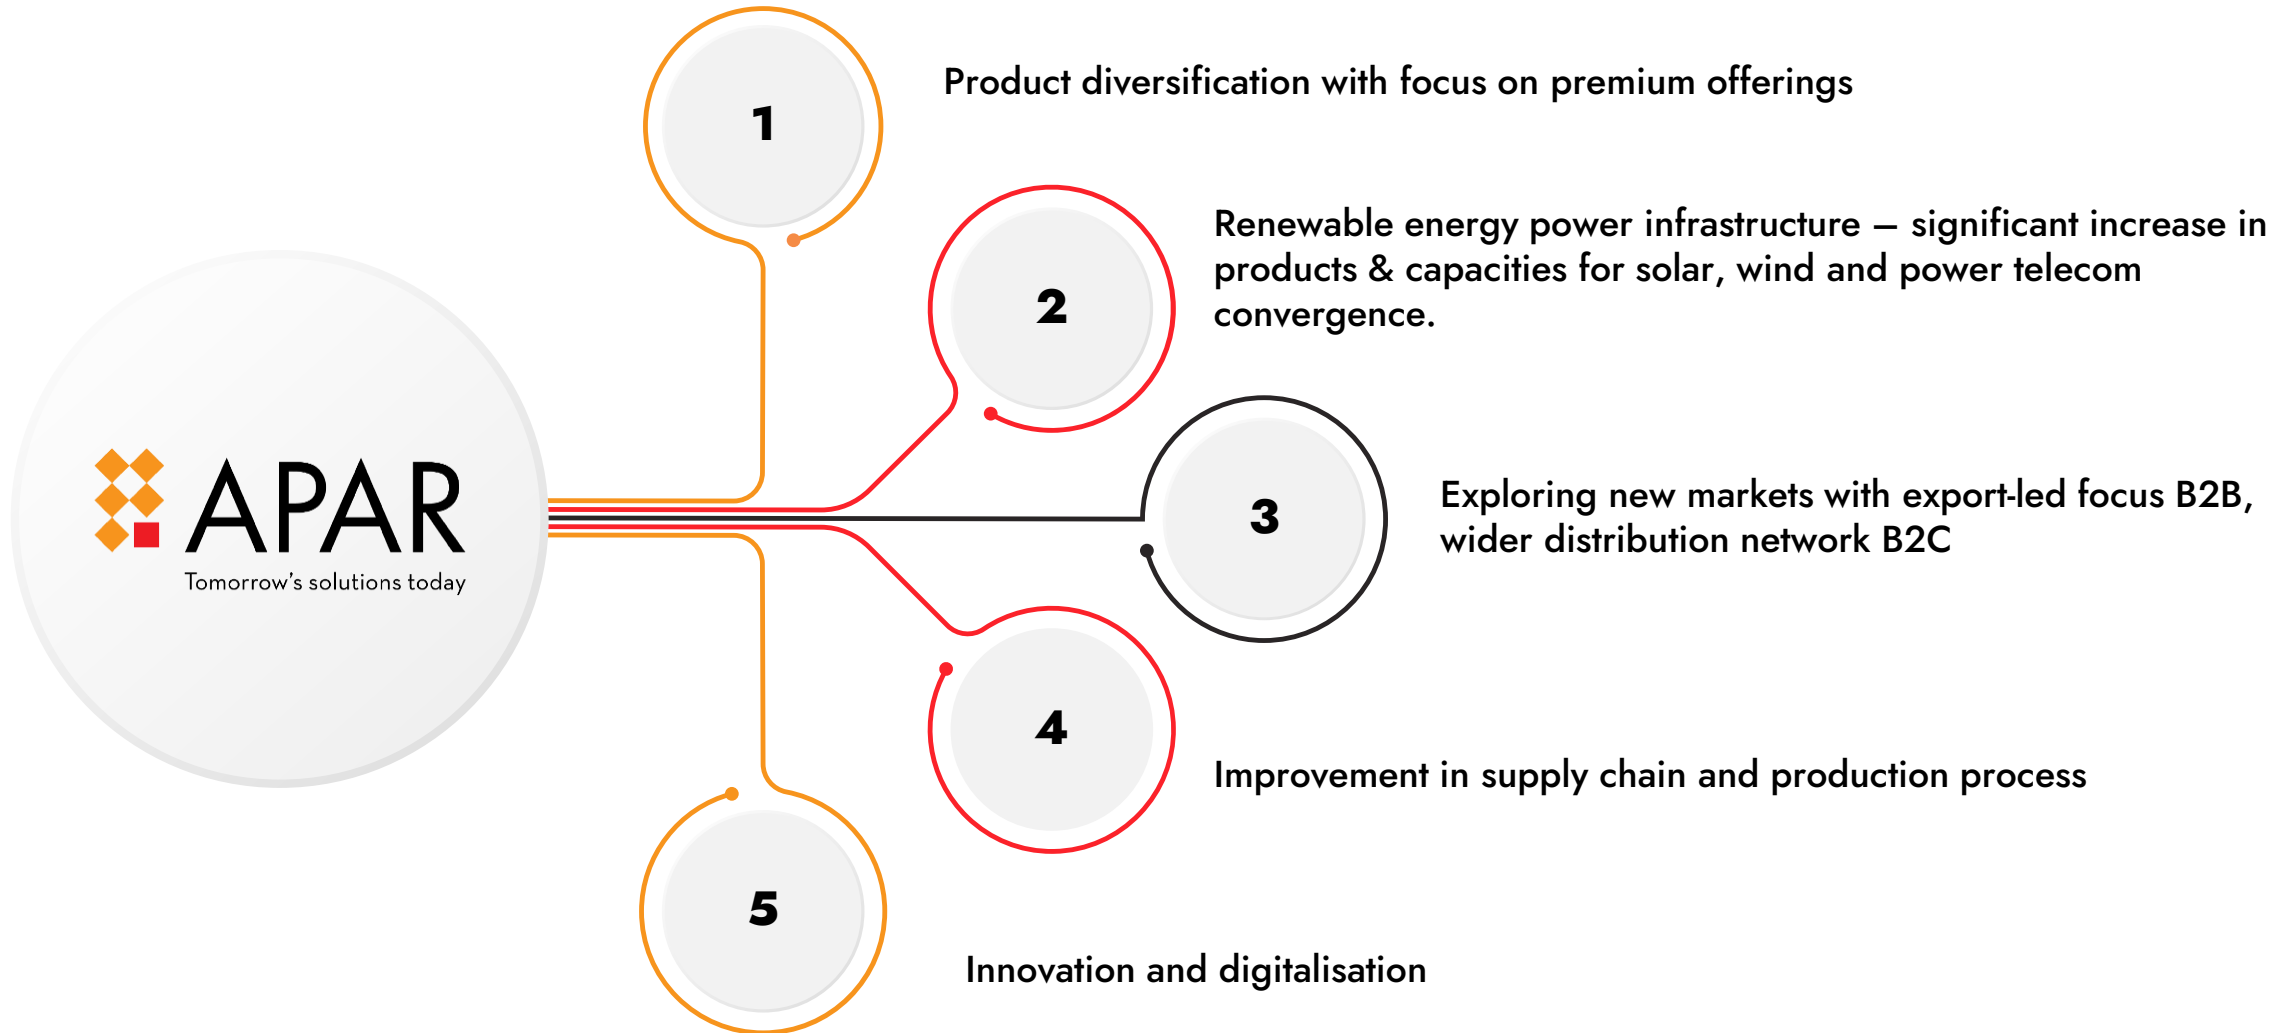 APAR
Tomorrow's solutions today
1
Product diversification with focus on premium offerings
2
Renewable energy power infrastructure – significant increase in
products & capacities for solar, wind and power telecom
convergence.
3
Exploring new markets with export-led focus B2B,
wider distribution network B2C
4
Improvement in supply chain and production process
5
Innovation and digitalisation